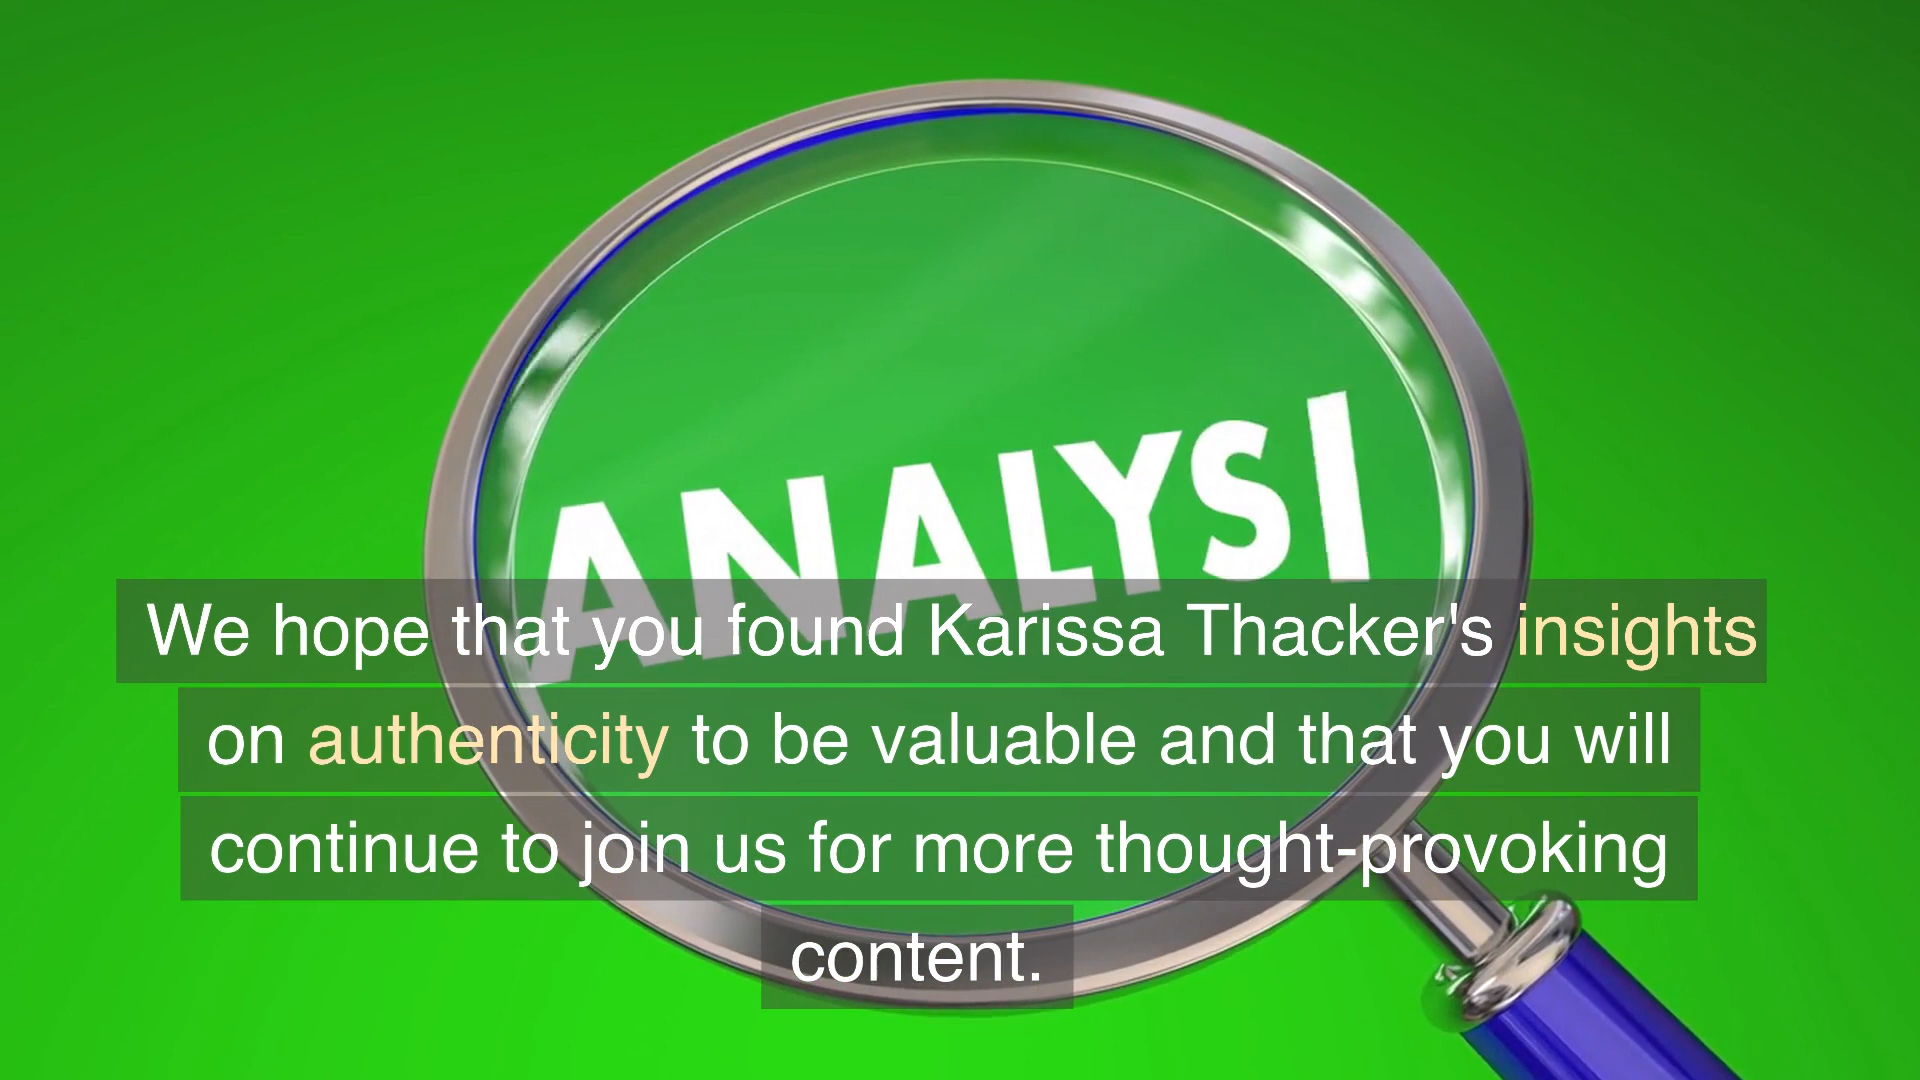 ANALYSI
We hope that you found Karissa Thacker's insights
on authenticity to be valuable and that you will
continue to join us for more thought-provoking
content.